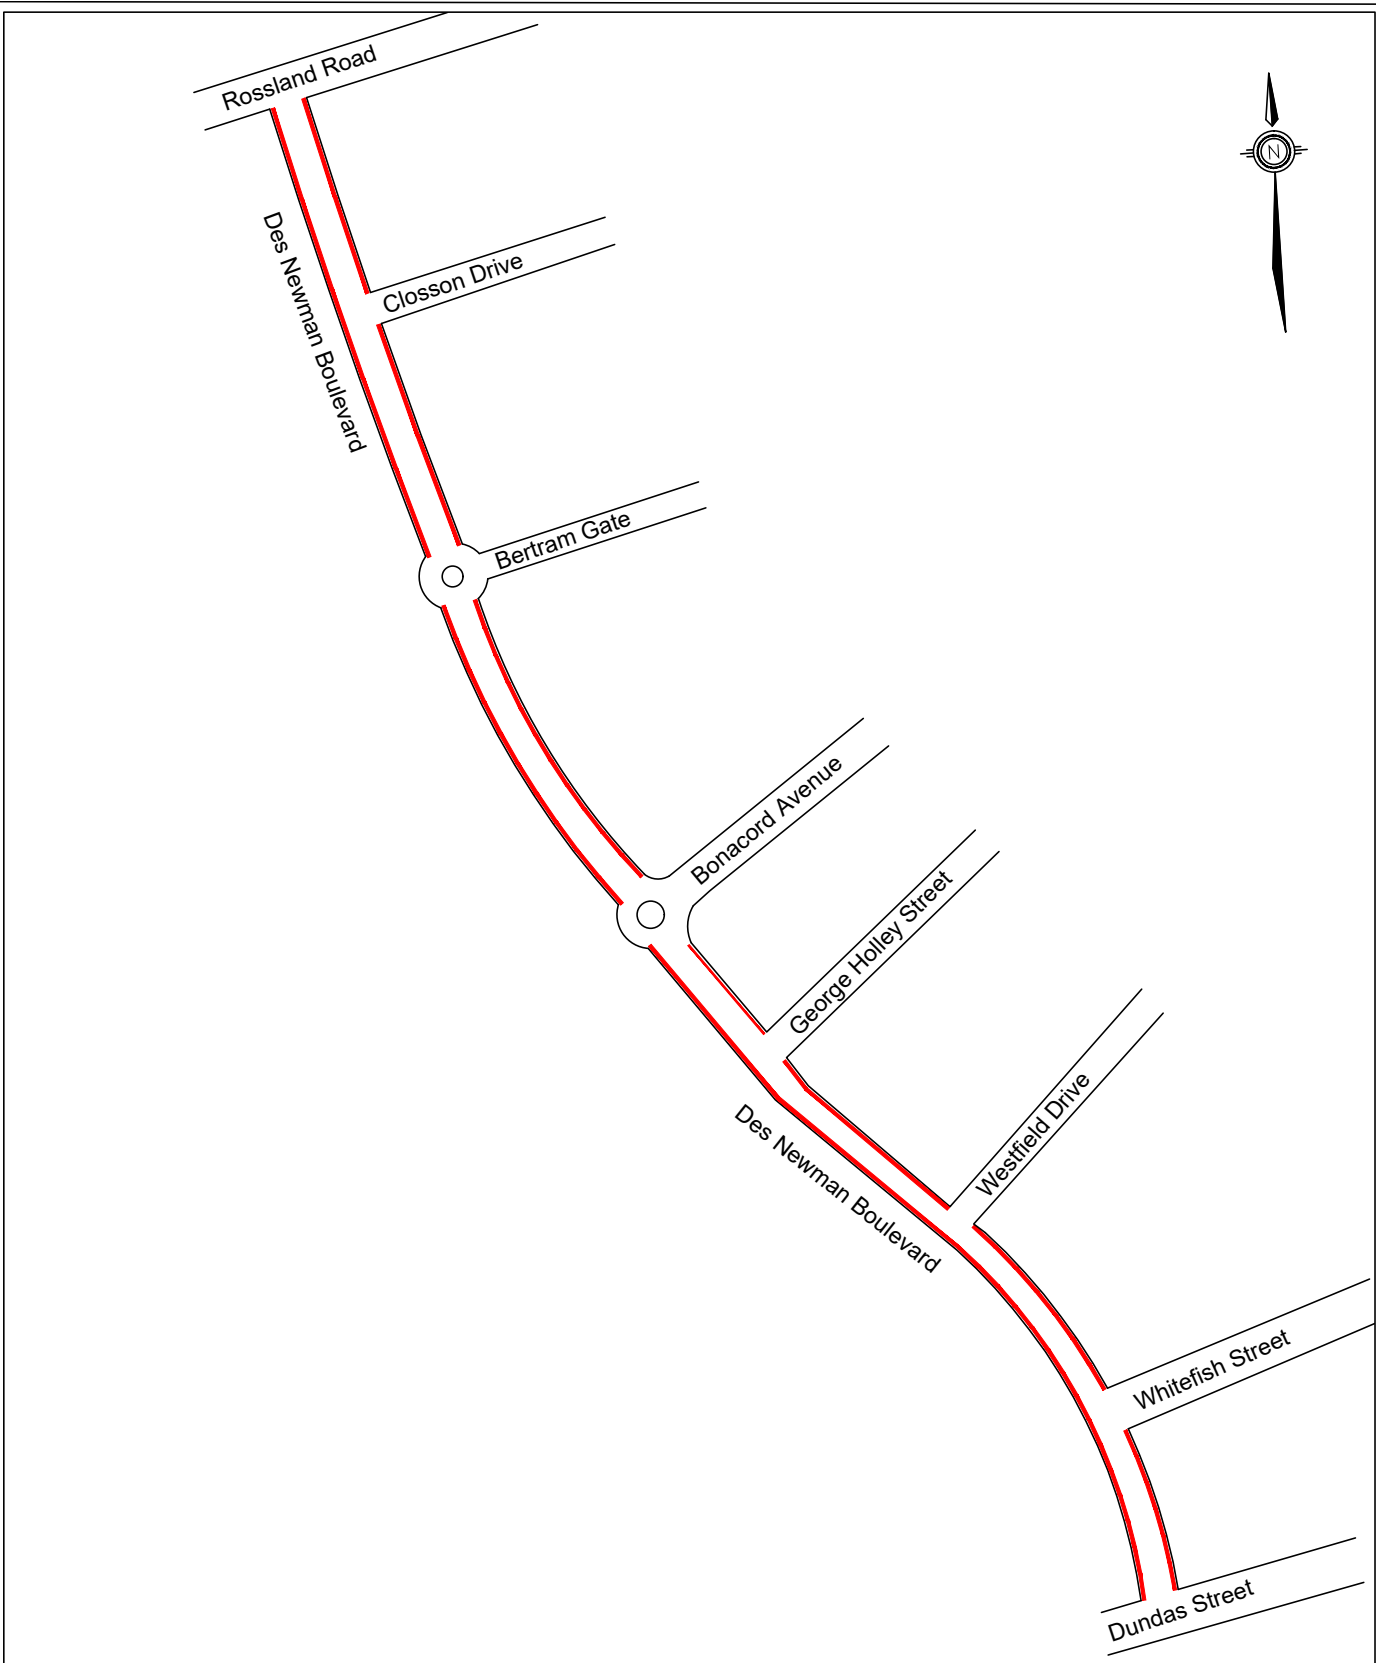 Rossland Road
N
Des Newman Boulevard
Closson Drive
Bertram Gate
Bonacord Avenue
George Holley Street
Westfield Drive
Des Newman Boulevard
Whitefish Street
Dundas Street